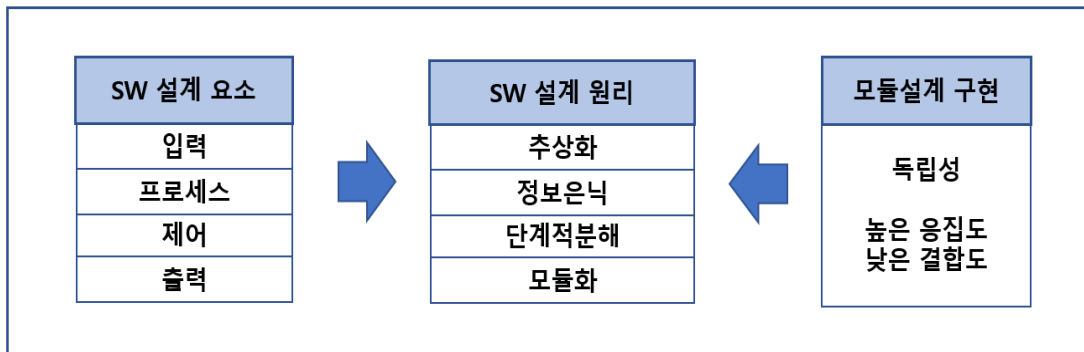 SW 설계 요소
입력
프로세스
제어
출력
SW 설계 원리
추상화
정보은닉
단계적분해
모듈화
모듈설계 구현
독립성
높은 응집도
낮은 결합도